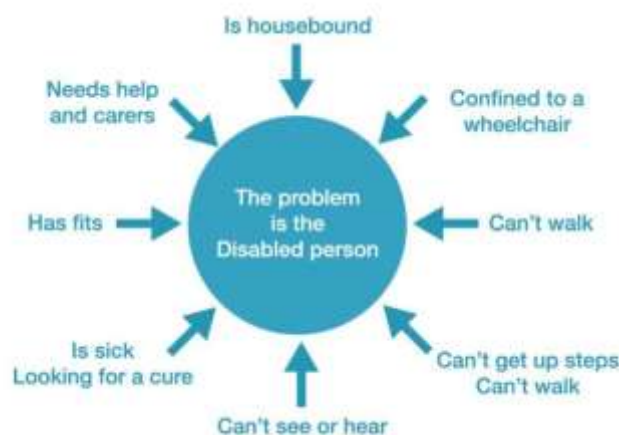 Is housebound
Needs help
and carers
Confined to a
wheelchair
The problem
is the
Disabled person
Has fits
Can't walk
Is sick
Looking for a cure
Can't get up steps
Can't walk
Can't see or hear